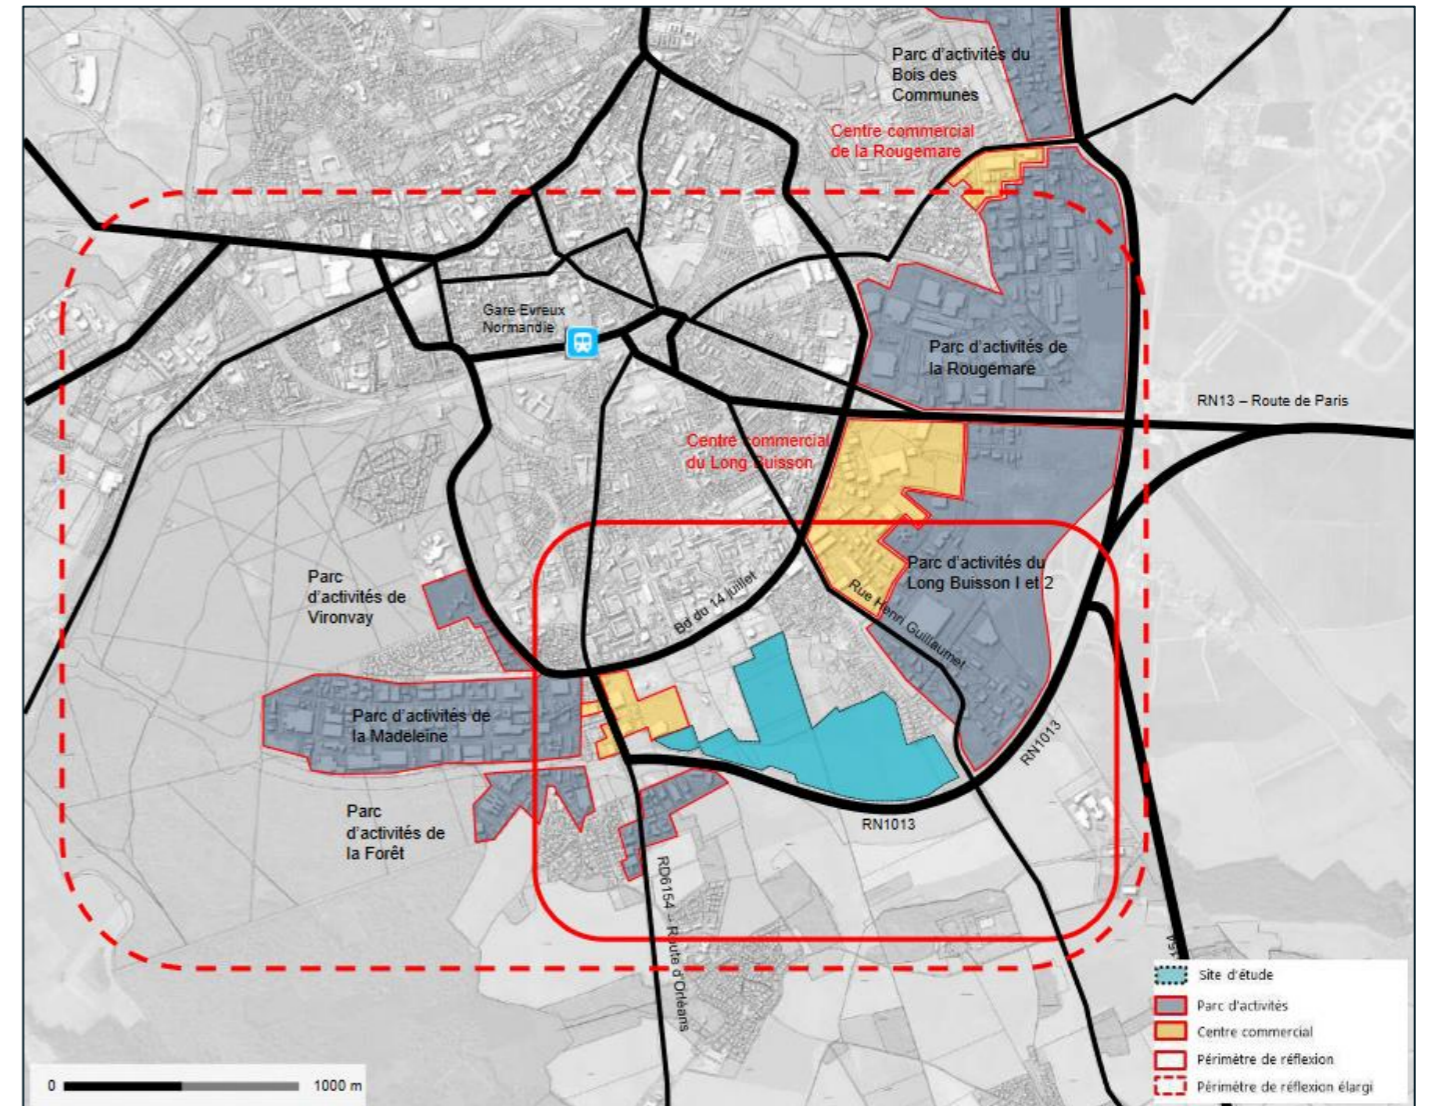 Parc d'activités du
Bois des
Communes
Centre commercial
de la Rougemare
Gare Evreux
Normandie
Parc d'activités de
la Rougemare
RN13 – Route de Paris
Centre commercial
du Long Buisson
Parc d'activités du
Long Buisson I et 2
Parc
d'activités de
Vironvay
Bd du 14 juillet
Rue Henri Guillaumet
Parc d'activités de
la Madeleine
RN1013
Parc
d'activités de
la Forêt
RN1013
RD6154 – Route d'Orléans
Site d'étude
Parc d'activités
Centre commercial
Périmètre de réflexion
Périmètre de réflexion élargi
0 1000 m